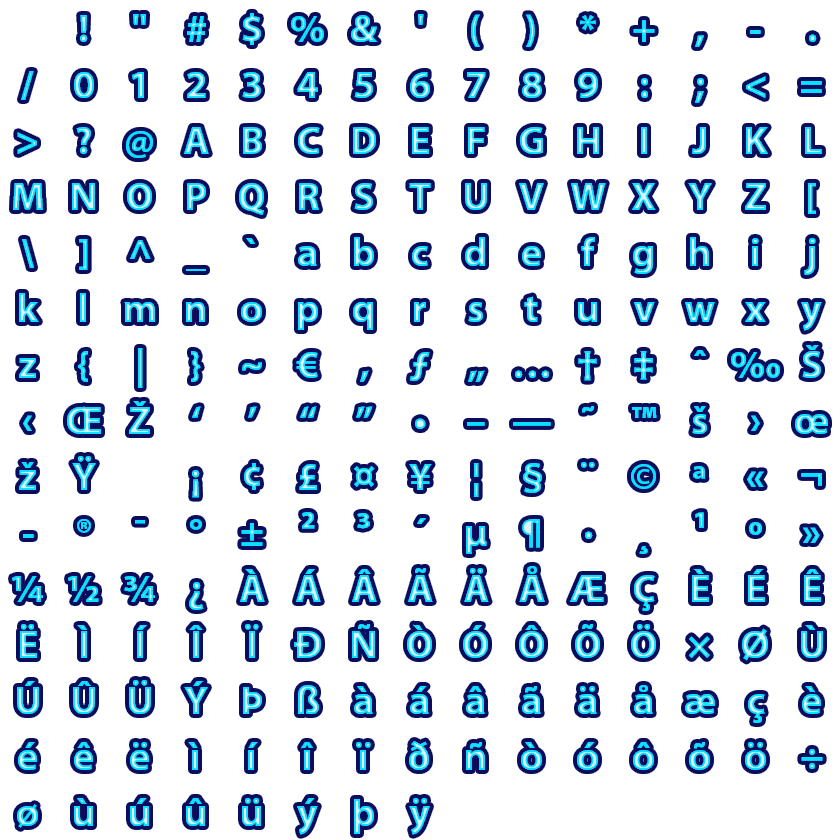 ! " # $ % & ' ( ) * + , - .
/ 0 1 2 3 4 5 6 7 8 9 : ; < =
> ? @ A B C D E F G H I J K L
M N O P Q R S T U V W X Y Z [
\ ] ^ _ ` a b c d e f g h i j
k l m n o p q r s t u v w x y
z { | } ~ € ‚ ƒ „ … † ‡ ˆ ‰ Š
‹ Œ Ž ‘ ’ “ ” • – — ˜ ™ š › œ
ž Ÿ ¡ ¢ £ ¤ ¥ ¦ § ¨ © ª « ¬
- ® ¯ ° ± ² ³ ´ µ ¶ · ¸ ¹ º »
¼ ½ ¾ ¿ À Á Â Ã Ä Å Æ Ç È É Ê
Ë Ì Í Î Ï Ð Ñ Ò Ó Ô Õ Ö × Ø Ù
Ú Û Ü Ý Þ ß à á â ã ä å æ ç è
é ê ë ì í î ï ð ñ ò ó ô õ ö ÷
ø ù ú û ü ý þ ÿ